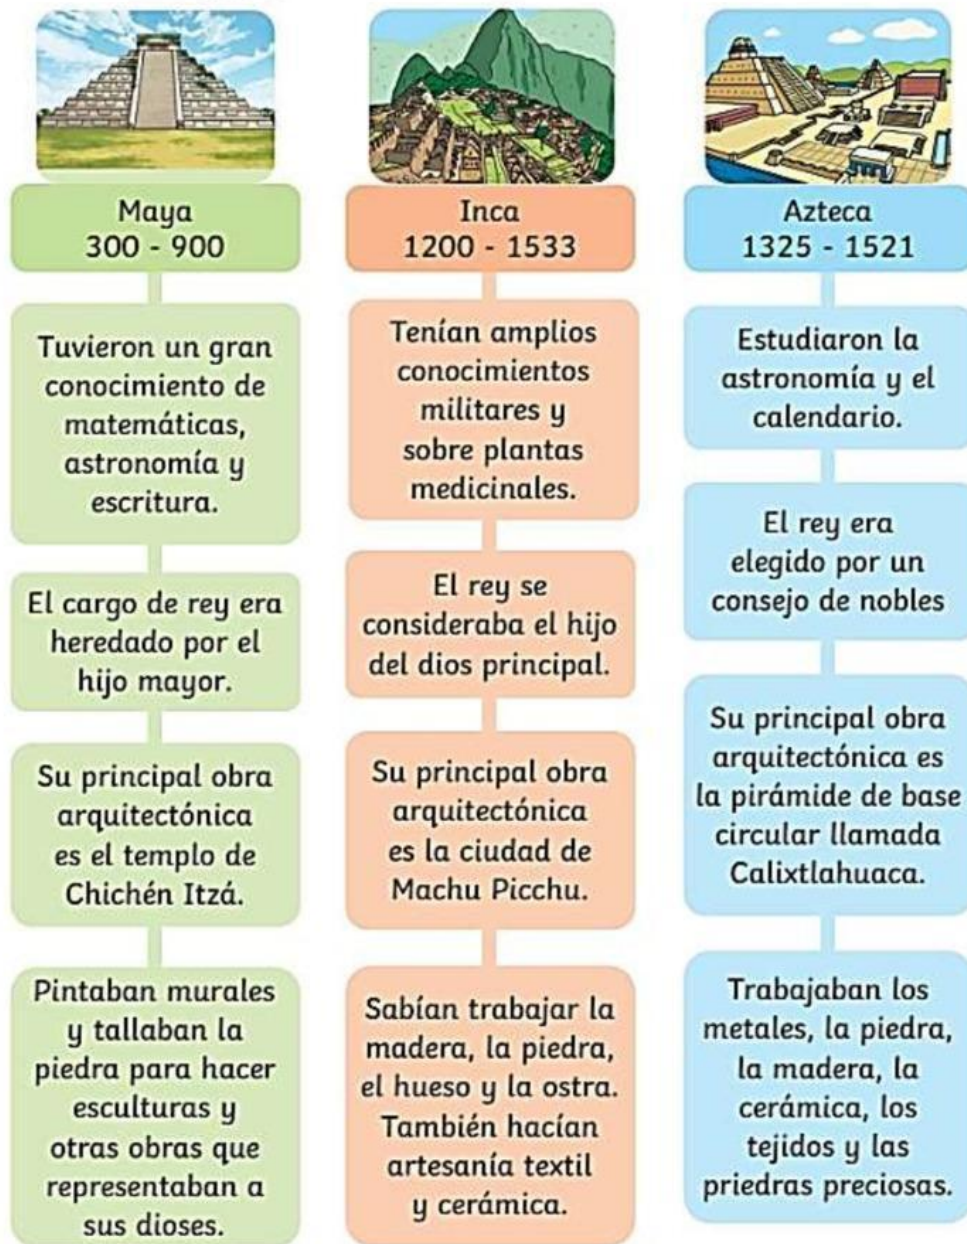 Maya
300 - 900
Tuvieron un gran
conocimiento de
matemáticas,
astronomía y
escritura.
El cargo de rey era
heredado por el
hijo mayor.
Su principal obra
arquitectónica
es el templo de
Chichén Itzá.
Pintaban murales
y tallaban la
piedra para hacer
esculturas y
otras obras que
representaban a
sus dioses.
Inca
1200 - 1533
Tenían amplios
conocimientos
militares y
sobre plantas
medicinales.
El rey se
consideraba el hijo
del dios principal.
Su principal obra
arquitectónica
es la ciudad de
Machu Picchu.
Sabían trabajar la
madera, la piedra,
el hueso y la ostra.
También hacían
artesanía textil
y cerámica.
Azteca
1325 - 1521
Estudiaron la
astronomía y el
calendario.
El rey era
elegido por un
consejo de nobles
Su principal obra
arquitectónica es
la pirámide de base
circular llamada
Calixtlahuaca.
Trabajaban los
metales, la piedra,
la madera, la
cerámica, los
tejidos y las
priedras preciosas.